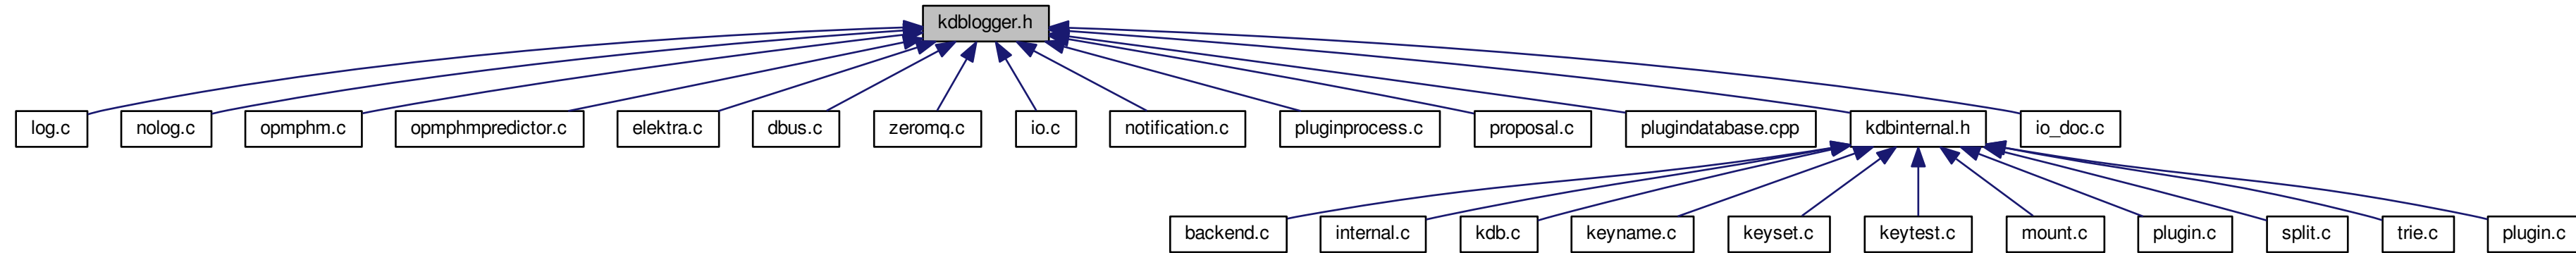 kdblogger.h
log.c
nolog.c
opmphm.c
opmphmpredictor.c
elektra.c
dbus.c
zeromq.c
io.c
notification.c
pluginprocess.c
proposal.c
plugindatabase.cpp
kdbinternal.h
io_doc.c
backend.c
internal.c
kdb.c
keyname.c
keyset.c
keytest.c
mount.c
plugin.c
split.c
trie.c
plugin.c